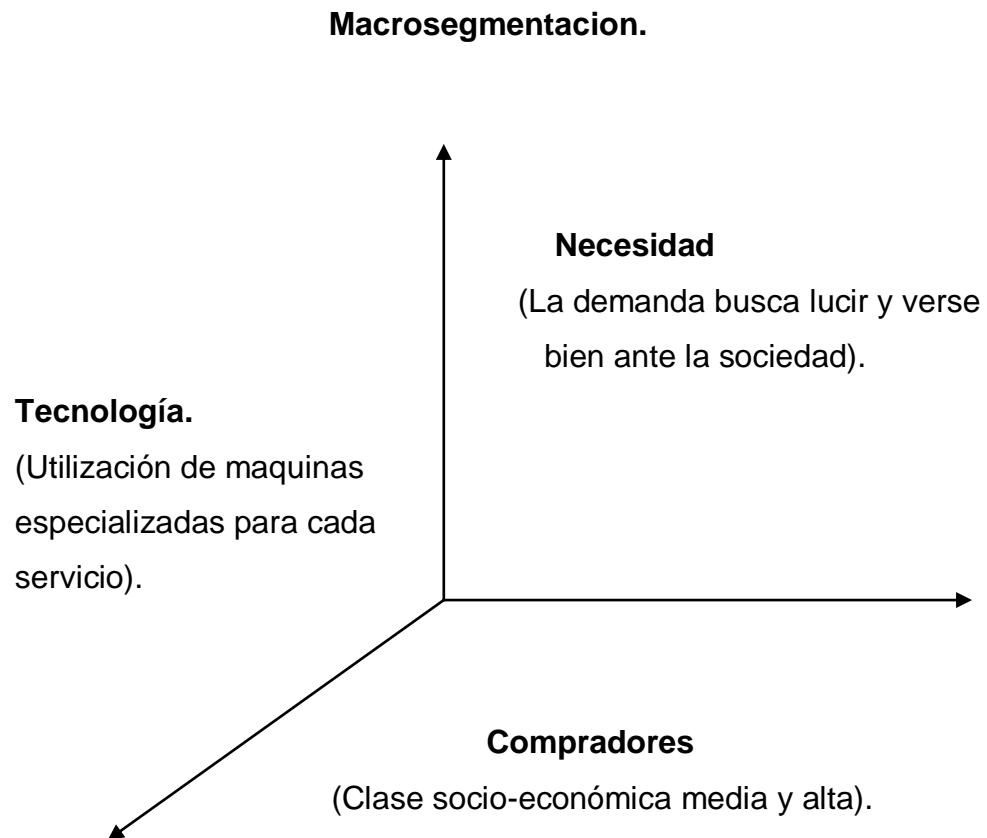 Macrosegmentacion.
Necesidad
(La demanda busca lucir y verse
bien ante la sociedad).
Tecnología.
(Utilización de maquinas
especializadas para cada
servicio).
Compradores
(Clase socio-económica media y alta).